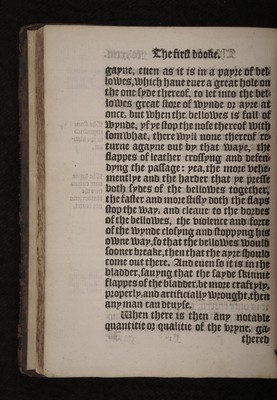 The first booke.
gayne, euen as it is in a payre of bel-
lowes, which haue euer a great hole on
the one syde thereof, to let into the bel-
lowes great store of wynde or ayre at
once, but when the bellowes is full of
wynde, yf ye stop the nose thereof with
somwhat, there wyll none thereof re-
turne agayne out by that waye, the
flappes of leather crossyng and defen-
dyng the passage: yea, the more vehe-
mentlye and the harder that ye presse
both sydes of the bellowes together,
the faster and more stifly doth the flaps
stop the way, and cleaue to the bordes
of the bellowes, the violence and force
of the wynde closyng and stoppyng his
owne way, so that the bellowes would
sooner breake, then that the ayre should
come out there. And euen so it is in the
bladder, sauyng that the sayde skinnie
flappes of the bladder, be more craftyly,
properly, and artificially wrought, then
any man can deuyse.
When there is then any notable
quantitie or qualitie of the vryne, ga-
thered